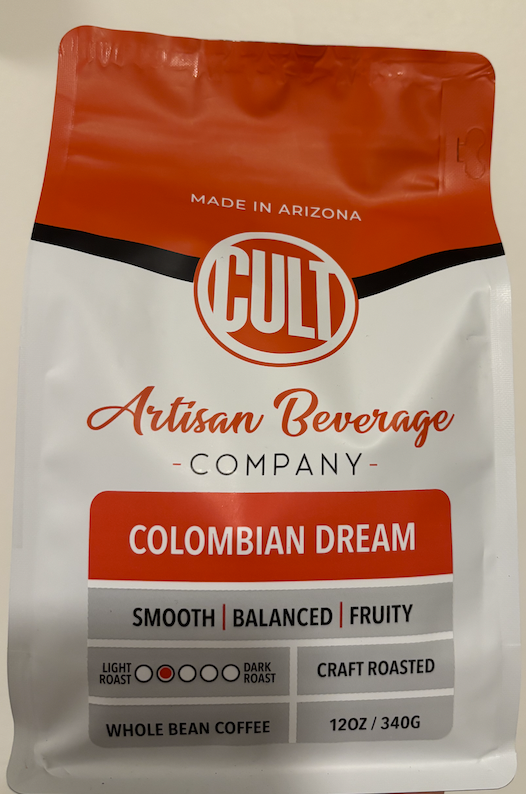 MADE IN ARIZONA
CULT
Artisan Beverage
-COMPANY-
COLOMBIAN DREAM
SMOOTH | BALANCED | FRUITY
LIGHT ROAST DARK ROAST
CRAFT ROASTED
WHOLE BEAN COFFEE
12OZ / 340G